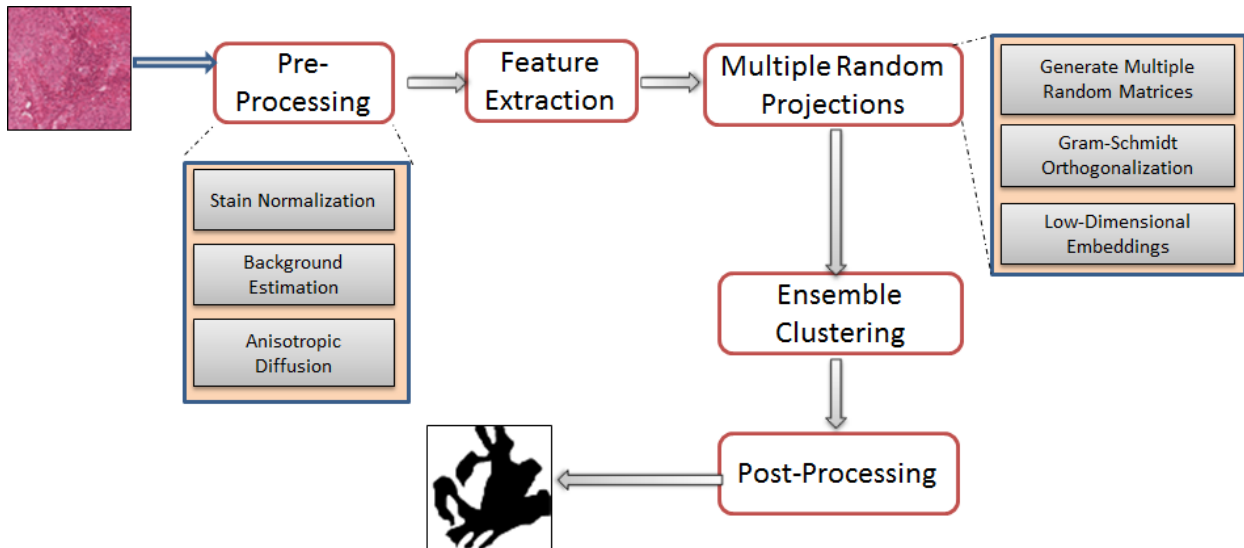 Pre-
Processing
Feature
Extraction
Multiple Random
Projections
Generate Multiple
Random Matrices
Gram-Schmidt
Orthogonalization
Low-Dimensional
Embeddings
Stain Normalization
Background
Estimation
Anisotropic
Diffusion
Ensemble
Clustering
Post-Processing